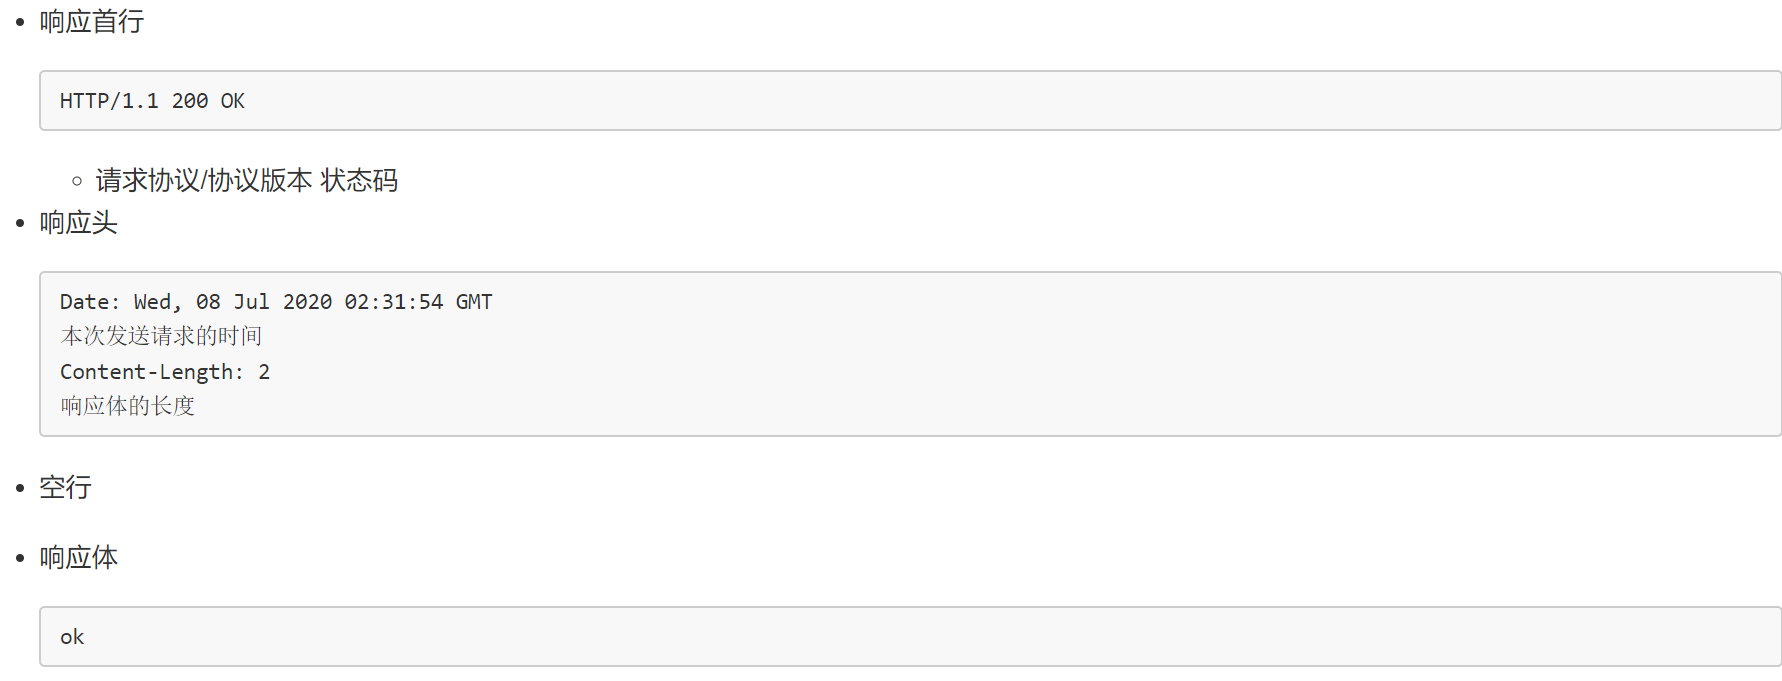 响应首行
HTTP/1.1 200 OK
请求协议/协议版本 状态码
响应头
Date: Wed, 08 Jul 2020 02:31:54 GMT
本次发送请求的时间
Content-Length: 2
响应体的长度
空行
响应体
ok